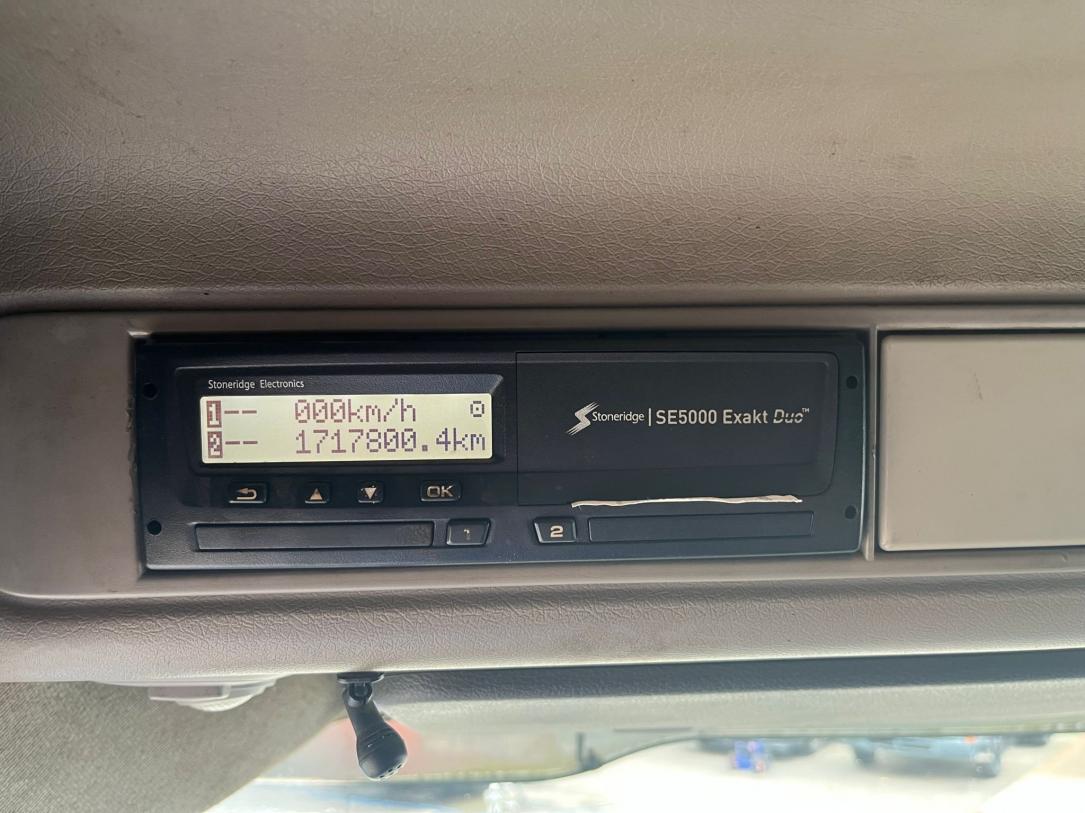 Stoneridge Electronics
1-- 000km/h
2-- 1717800.4km
OK
1
2
Stoneridge | SE5000 Exakt Duo™